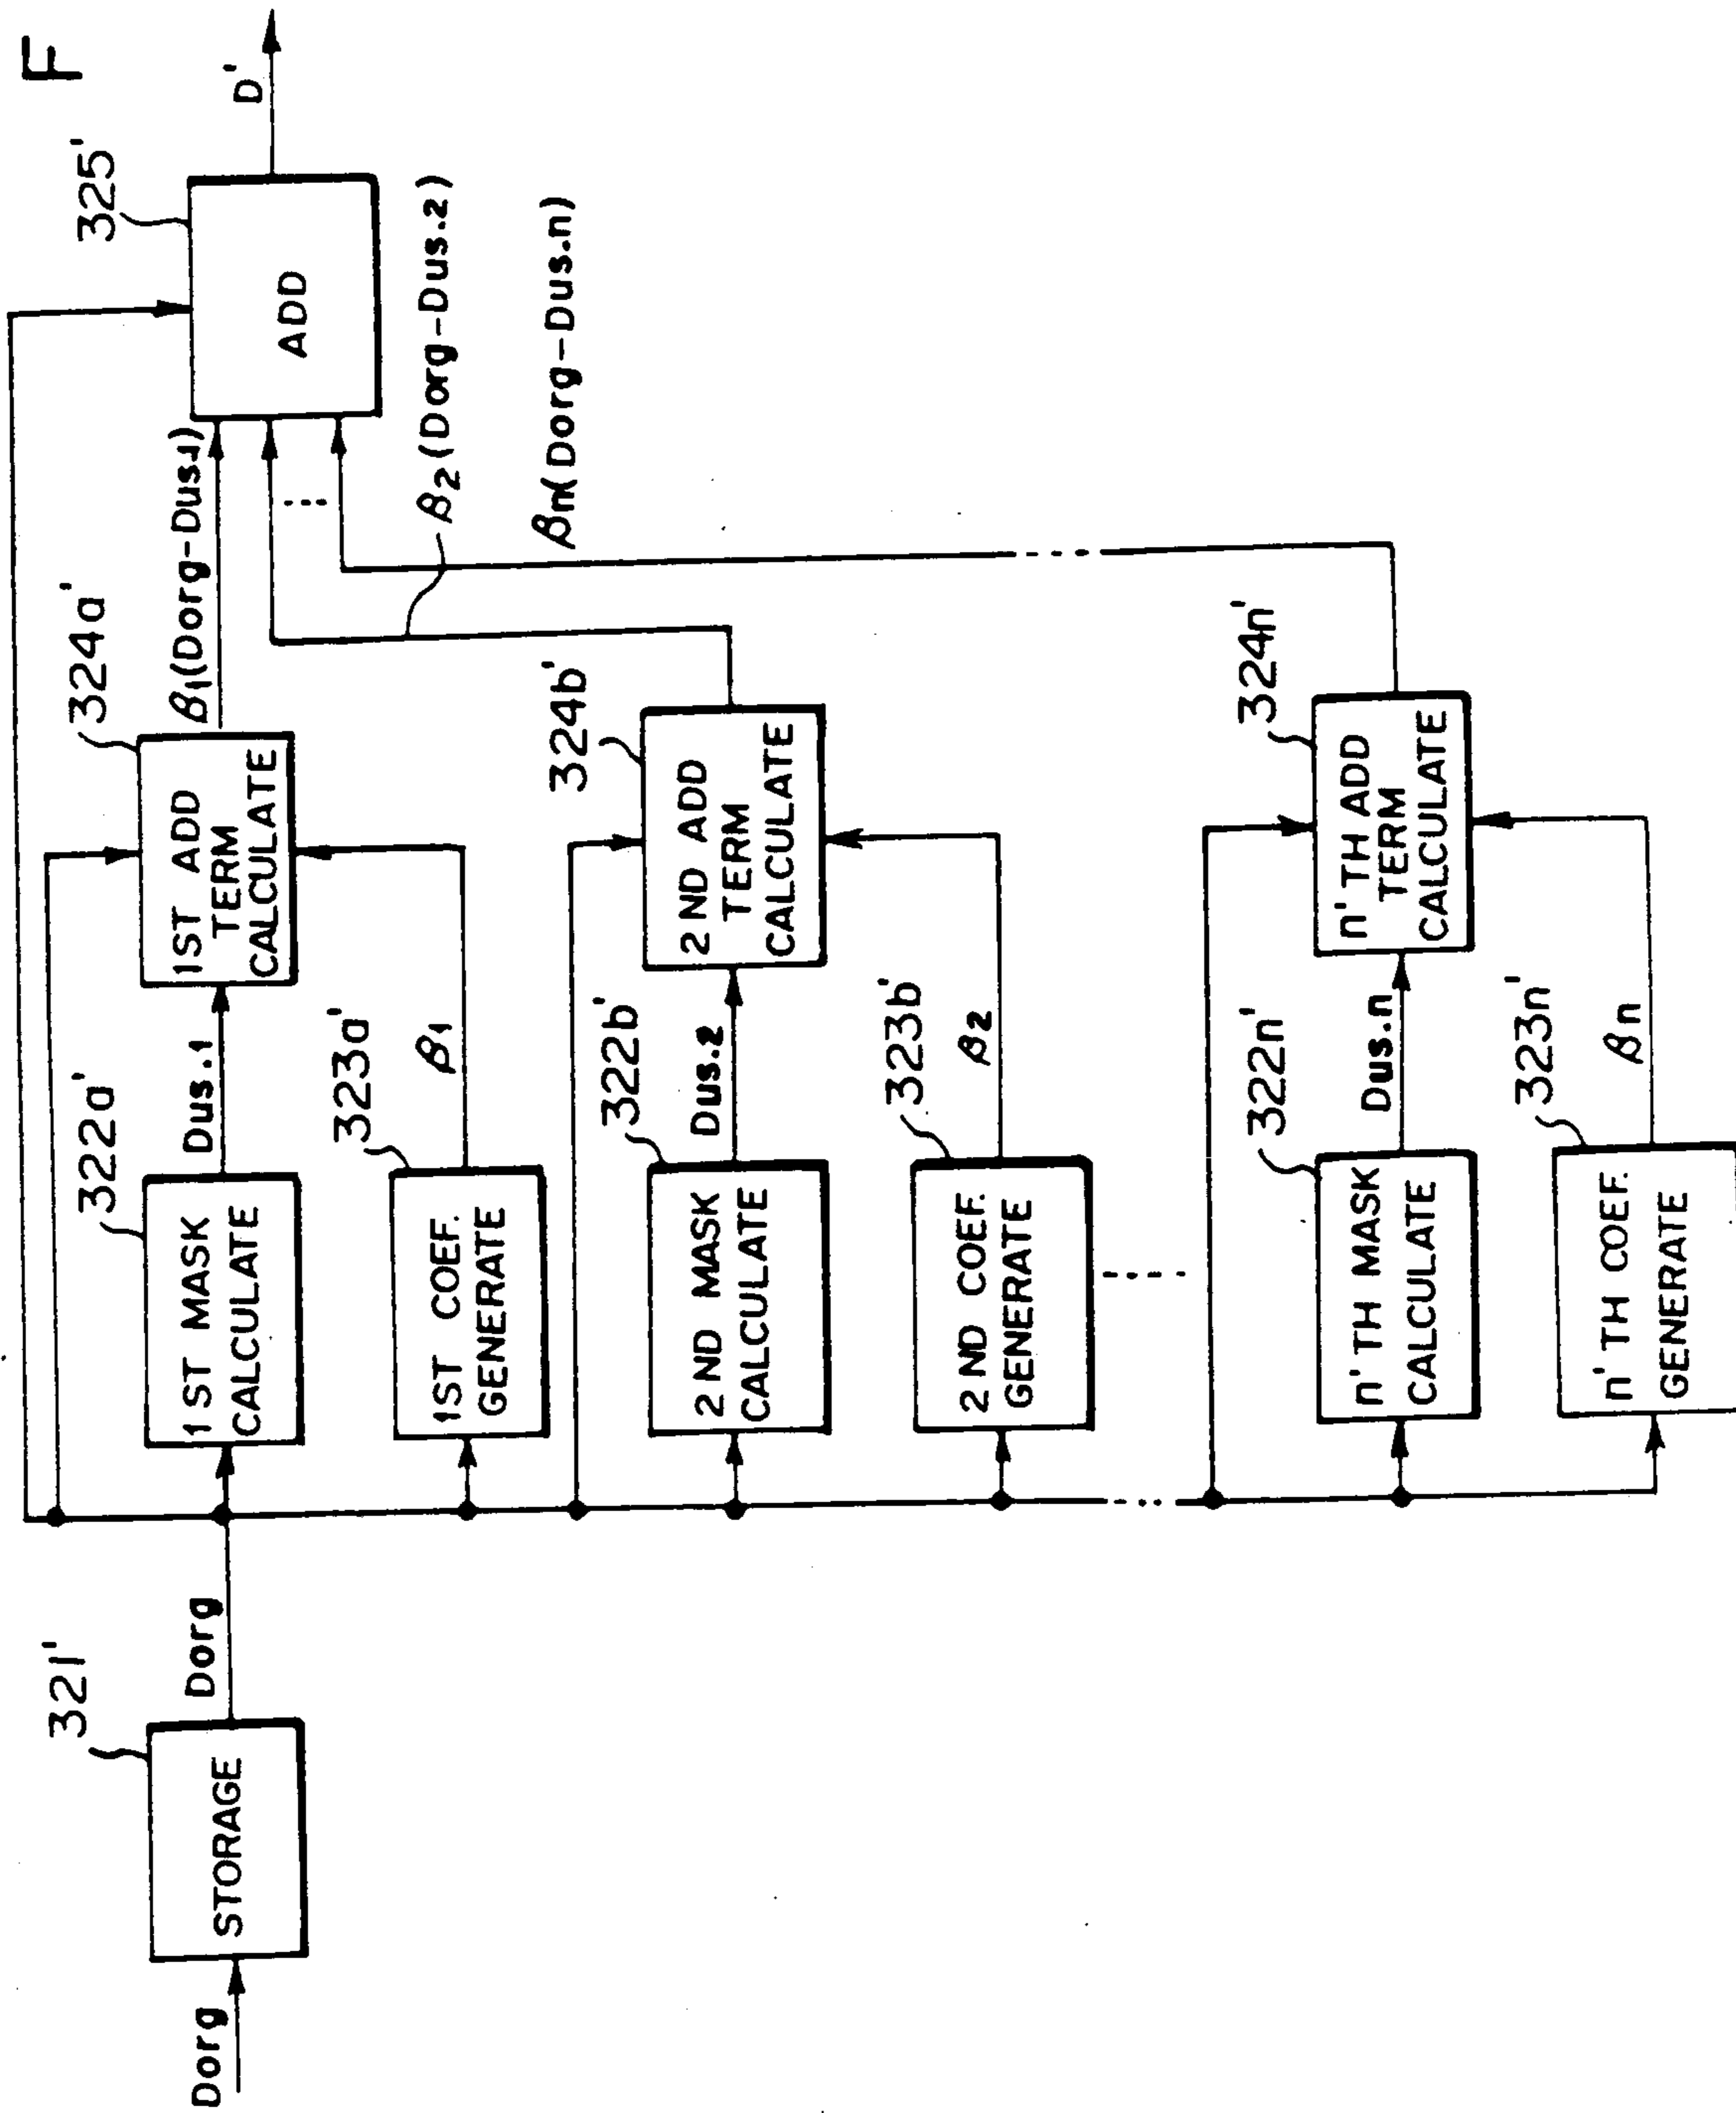 F
Dorg
STORAGE
321'
Dorg
1ST MASK
CALCULATE
322a'
Dus.1
1ST ADD
TERM
CALCULATE
324a'
β1(Dorg-Dus.1)
ADD
325'
D'
1ST COEF.
GENERATE
323a'
β1
2 ND MASK
CALCULATE
322b'
Dus.2
2 ND ADD
TERM
CALCULATE
324b'
β2(Dorg-Dus.2)
2 ND COEF.
GENERATE
323b'
β2
βn(Dorg-Dus.n)
n' TH MASK
CALCULATE
322n'
Dus.n
n' TH ADD
TERM
CALCULATE
324n'
n' TH COEF.
GENERATE
323n'
βn